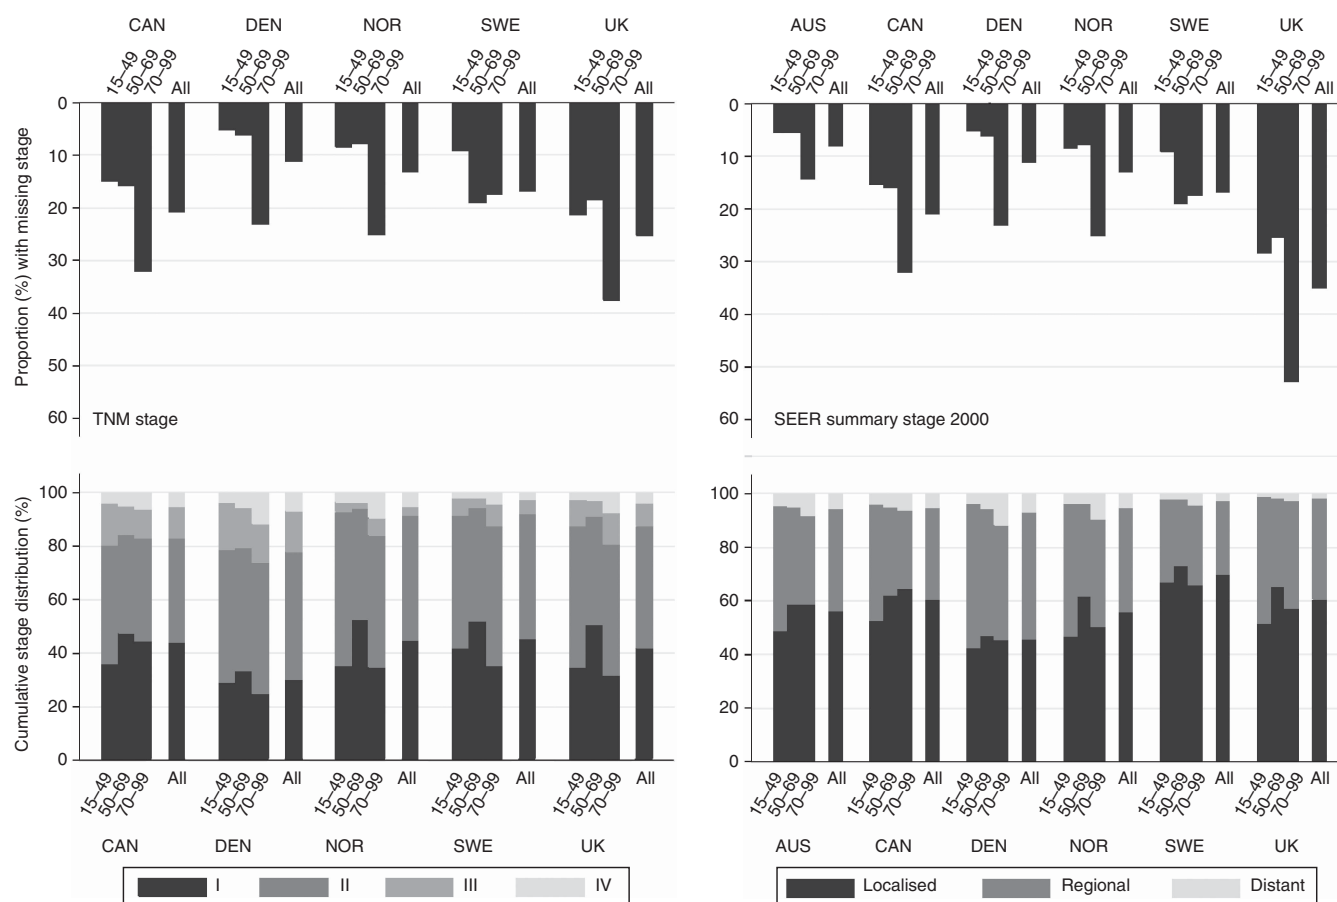 CAN DEN NOR SWE UK
15–49 50–69 70–99 All 15–49 50–69 70–99 All 15–49 50–69 70–99 All 15–49 50–69 70–99 All 15–49 50–69 70–99 All
0
10
20
30
40
50
60
Proportion (%) with missing stage
TNM stage
AUS CAN DEN NOR SWE UK
15–49 50–69 70–99 All 15–49 50–69 70–99 All 15–49 50–69 70–99 All 15–49 50–69 70–99 All 15–49 50–69 70–99 All 15–49 50–69 70–99 All
0
10
20
30
40
50
60
SEER summary stage 2000
Cumulative stage distribution (%)
100
80
60
40
20
0
15–49 50–69 70–99 All 15–49 50–69 70–99 All 15–49 50–69 70–99 All 15–49 50–69 70–99 All 15–49 50–69 70–99 All
CAN DEN NOR SWE UK
I II III IV
100
80
60
40
20
0
15–49 50–69 70–99 All 15–49 50–69 70–99 All 15–49 50–69 70–99 All 15–49 50–69 70–99 All 15–49 50–69 70–99 All 15–49 50–69 70–99 All
AUS CAN DEN NOR SWE UK
Localised Regional Distant